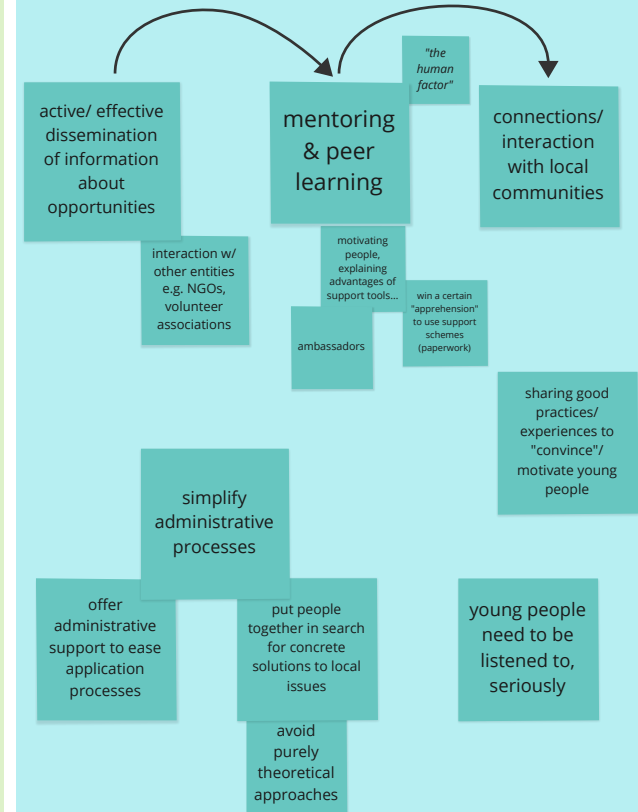 "the
human
factor"
active/ effective
dissemination
of information
about
opportunities
mentoring
& peer
learning
connections/
interaction
with local
communities
interaction w/
other entities
e.g. NGOs,
volunteer
associations
motivating
people,
explaining
advantages of
support tools...
ambassadors
win a certain
"apprehension"
to use support
schemes
(paperwork)
sharing good
practices/
experiences to
"convince"/
motivate young
people
simplify
administrative
processes
offer
administrative
support to ease
application
processes
put people
together in search
for concrete
solutions to local
issues
young people
need to be
listened to,
seriously
avoid
purely
theoretical
approaches